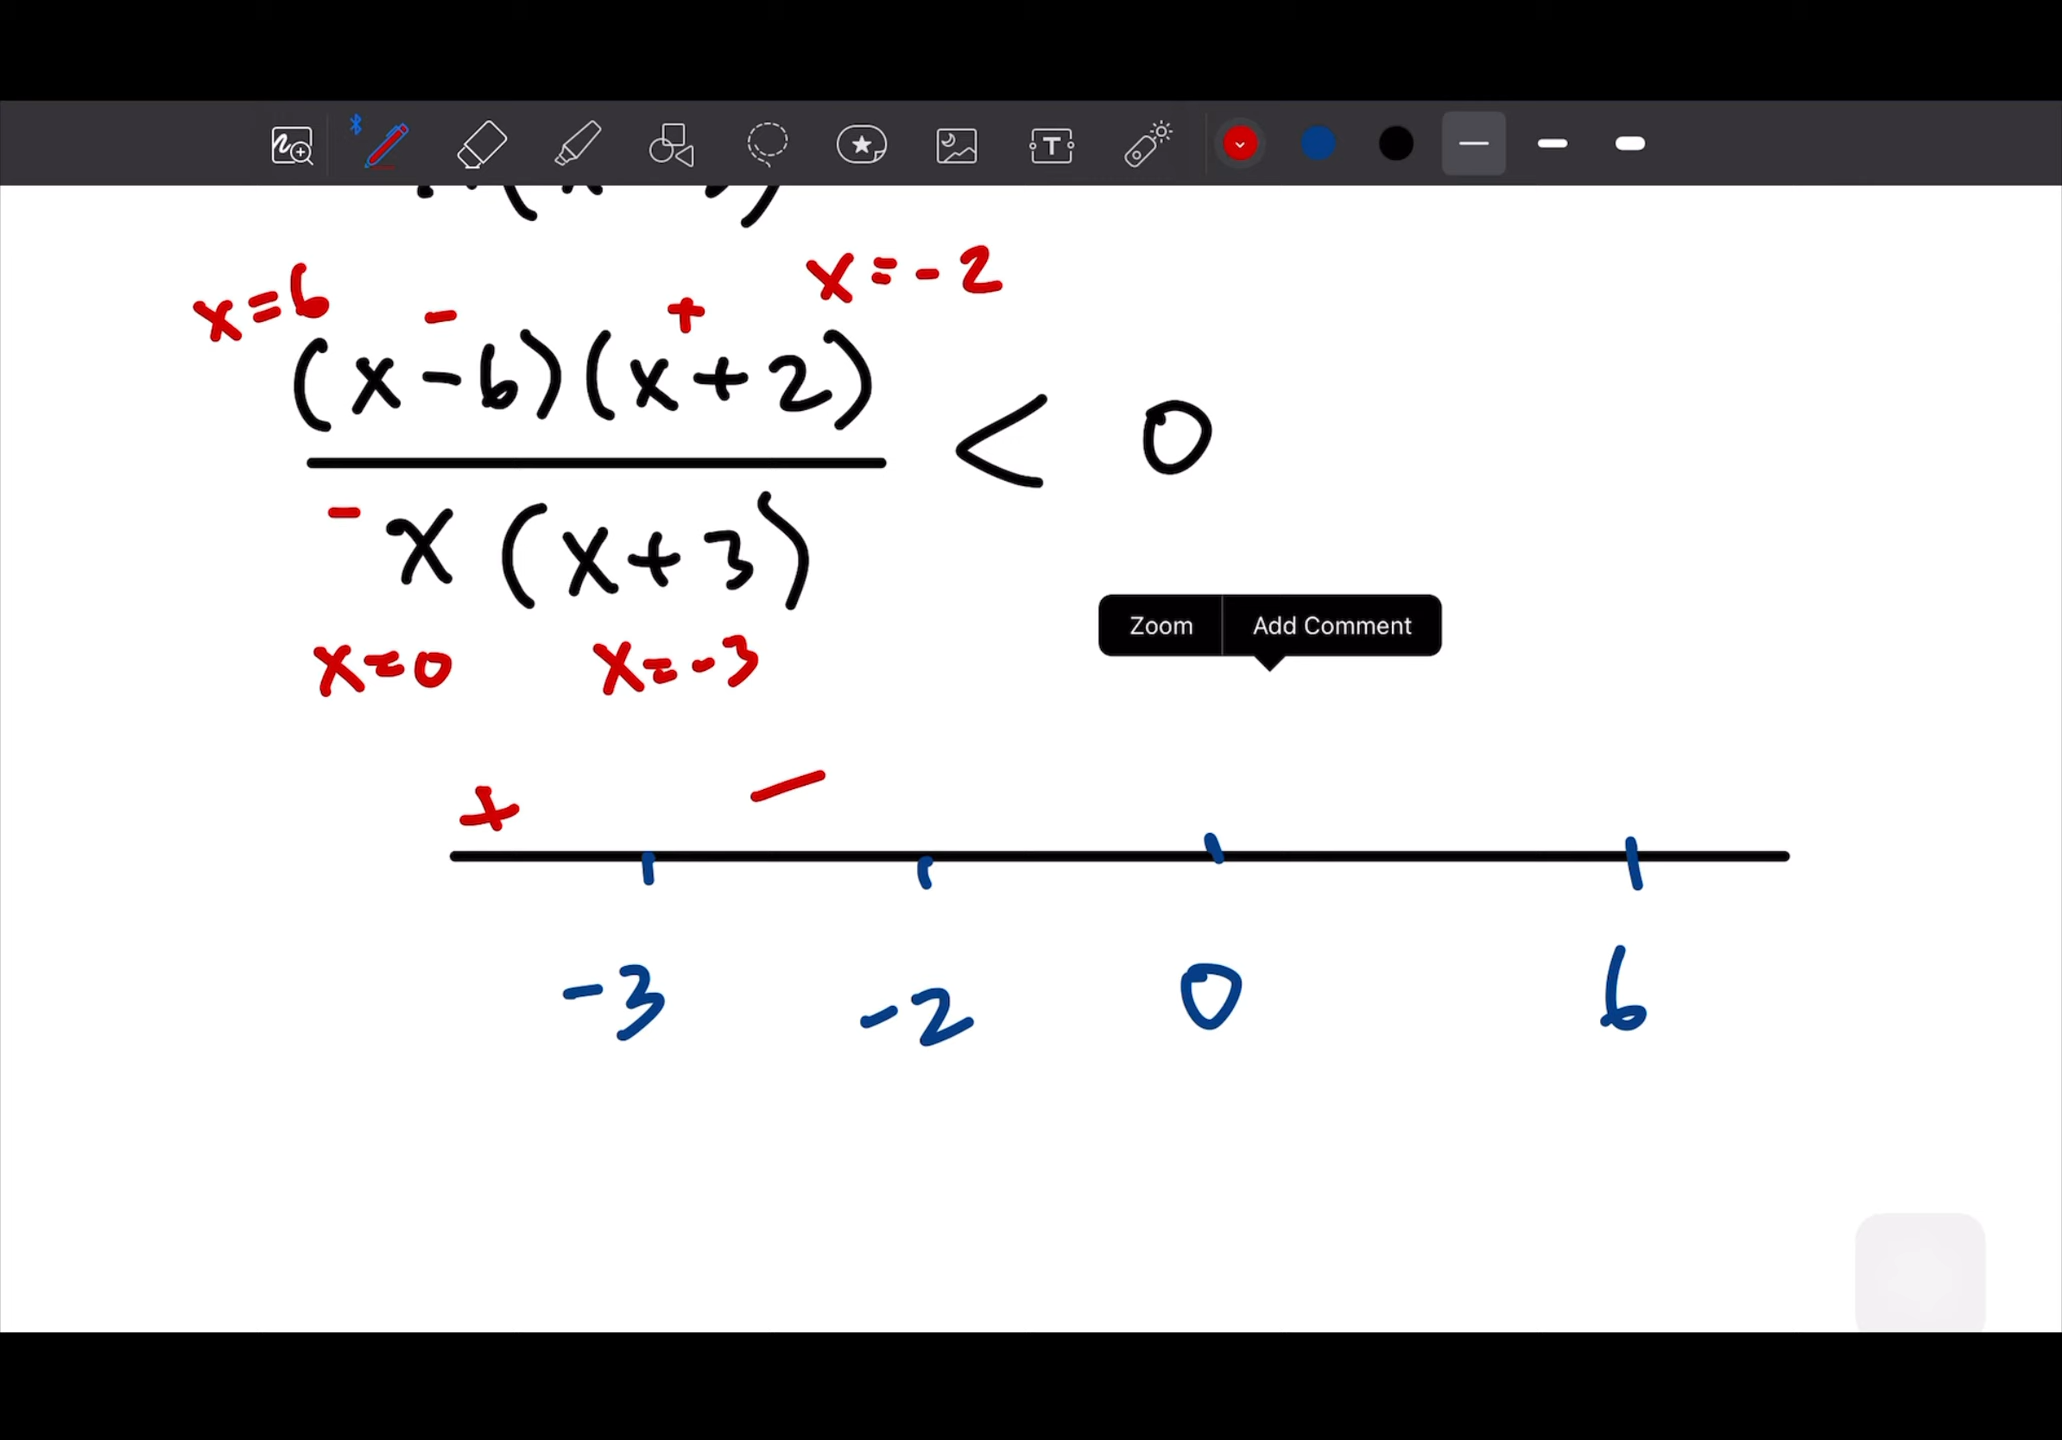 x=6 - + x=-2
(x-6)(x+2)
< 0
- x (x+3)
x=0 x=-3
Zoom Add Comment
+ -
-3 -2 0 6